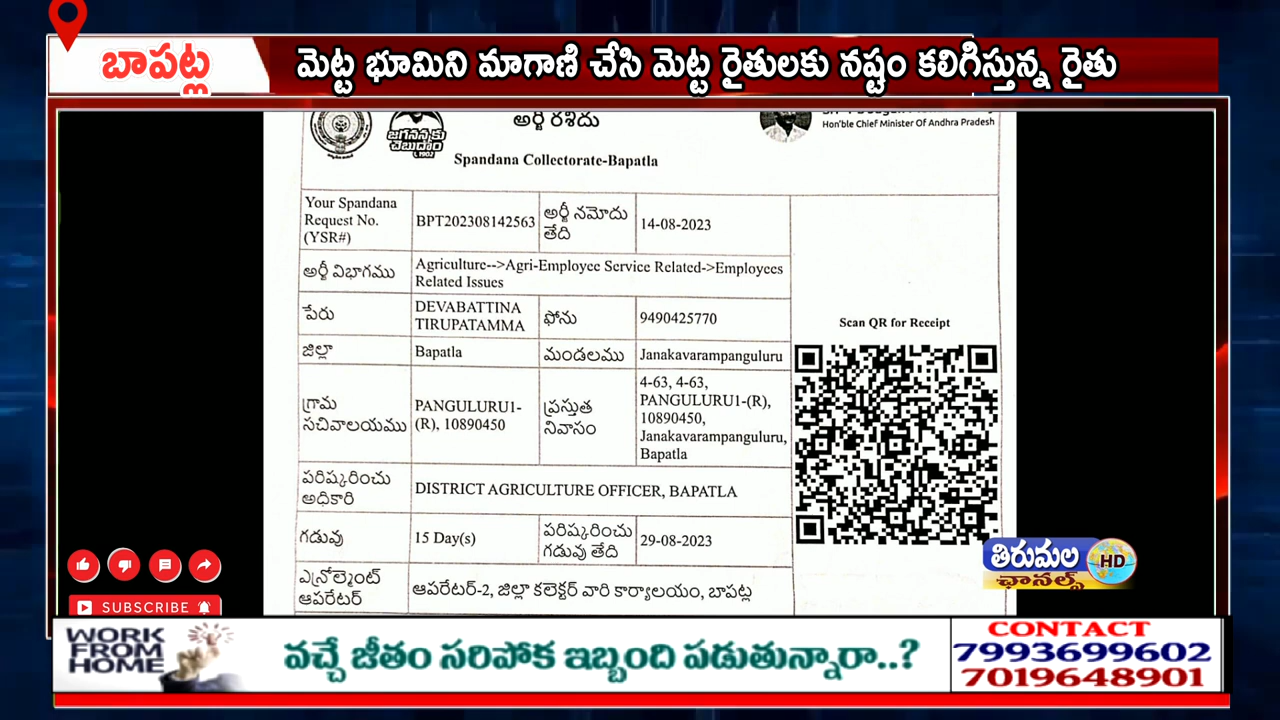 బాపట్ల
మెట్ట భూమిని మాగాణి చేసి మెట్ట రైతులకు నష్టం కలిగిస్తున్న రైతు
జగనన్నకు
చెబుదాం
1902
అర్జీ రశీదు
Hon'ble Chief Minister Of Andhra Pradesh
Spandana Collectorate-Bapatla
Your Spandana
Request No.
(YSR#)
BPT202308142563
అర్జీ నమోదు
తేది
14-08-2023
అర్జీ విభాగము
Agriculture-->Agri-Employee Service Related->Employees
Related Issues
పేరు
DEVABATTINA
TIRUPATAMMA
ఫోను
9490425770
జిల్లా
Bapatla
మండలము
Janakavarampanguluru
గ్రామ
సచివాలయము
PANGULURU1-
(R), 10890450
ప్రస్తుత
నివాసం
4-63, 4-63,
PANGULURU1-(R),
10890450,
Janakavarampanguluru,
Bapatla
పరిష్కరించు
అధికారి
DISTRICT AGRICULTURE OFFICER, BAPATLA
గడువు
15 Day(s)
పరిష్కరించు
గడువు తేది
29-08-2023
ఎన్రోల్మెంట్
ఆపరేటర్
ఆపరేటర్-2, జిల్లా కలెక్టర్ వారి కార్యాలయం, బాపట్ల
Scan QR for Receipt
తిరుమల
HD
ఛానల్స్
SUBSCRIBE
WORK
FROM
HOME
వచ్చే జీతం సరిపోక ఇబ్బంది పడుతున్నారా..?
CONTACT
7993699602
7019648901